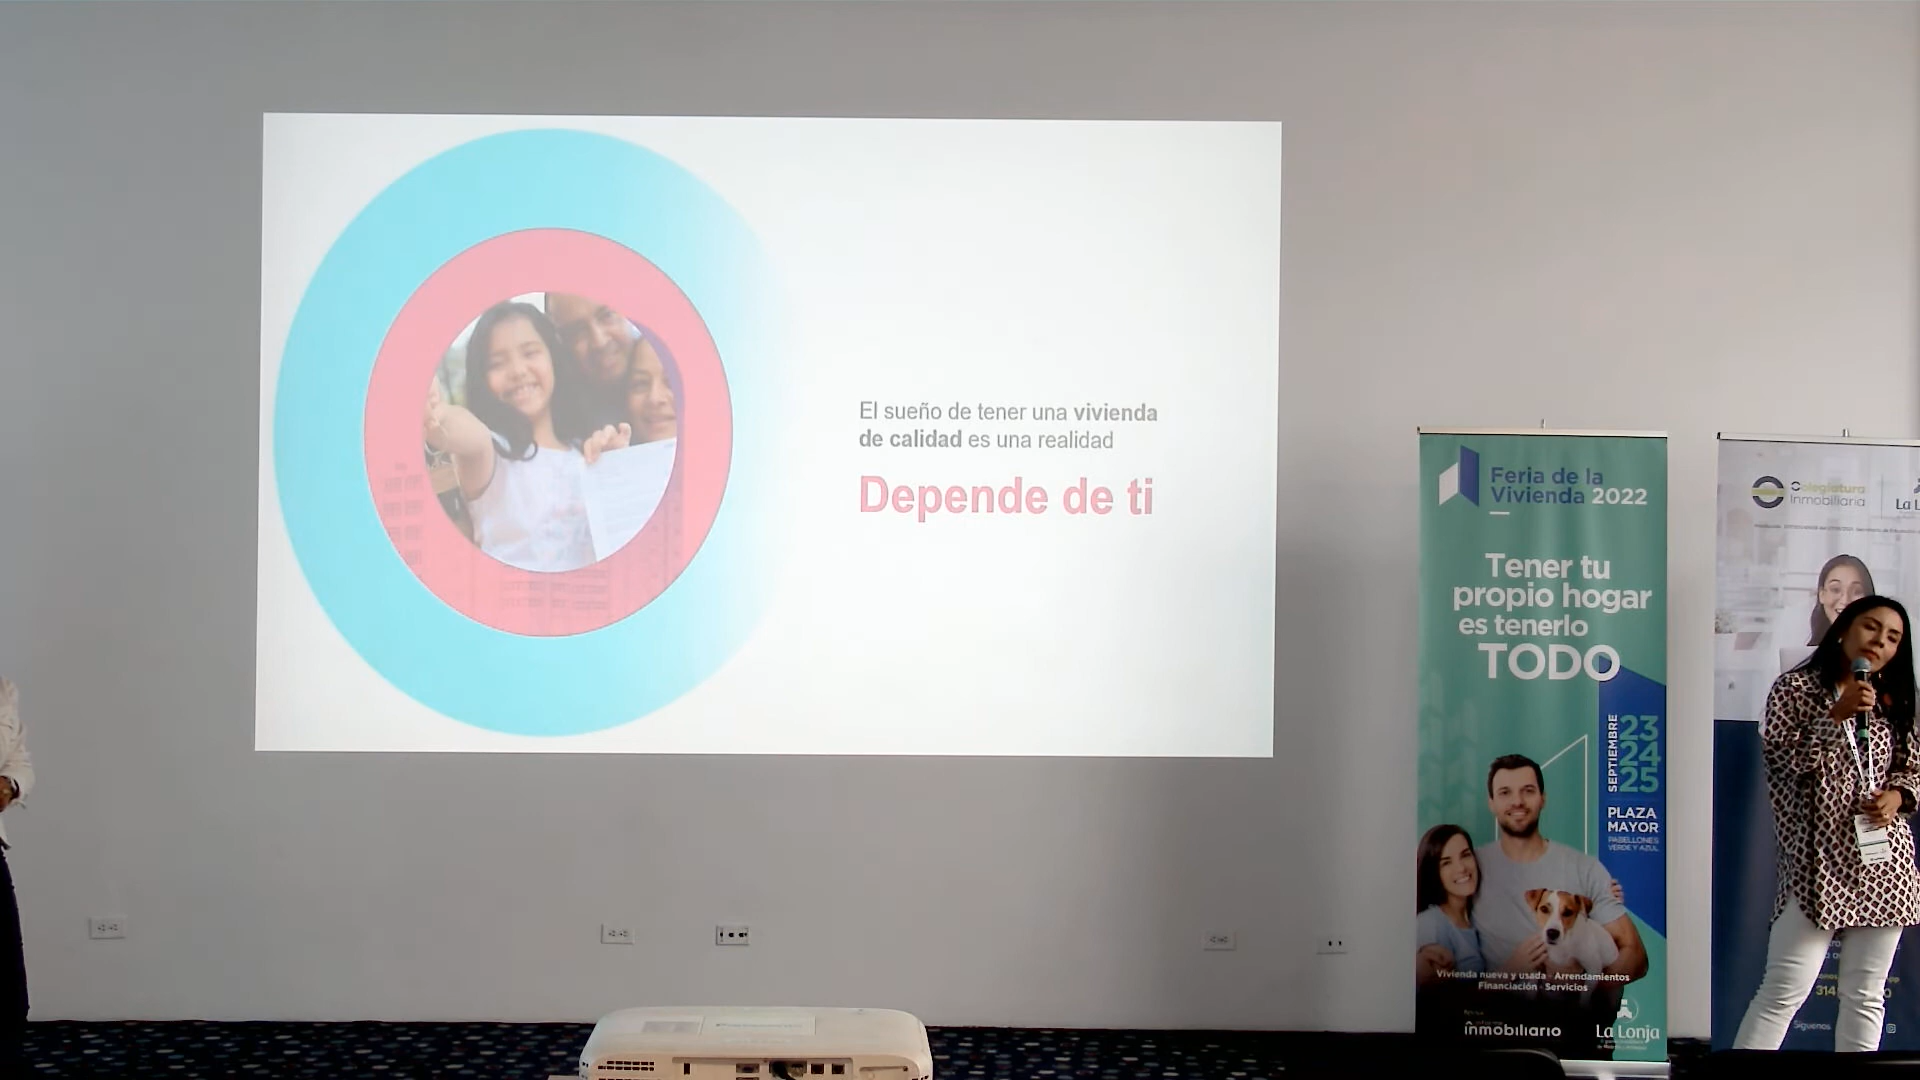 El sueño de tener una vivienda
de calidad es una realidad
Depende de ti
Feria de la
Vivienda 2022
Tener tu
propio hogar
es tenerlo
TODO
SEPTIEMBRE
23
24
25
PLAZA
MAYOR
PABELLONES
VERDE Y AZUL
Vivienda nueva y usada · Arrendamientos
Financiación · Servicios
inmobiliario
La Lonja
Colegiatura
Inmobiliaria
La L
314
0
Síguenos